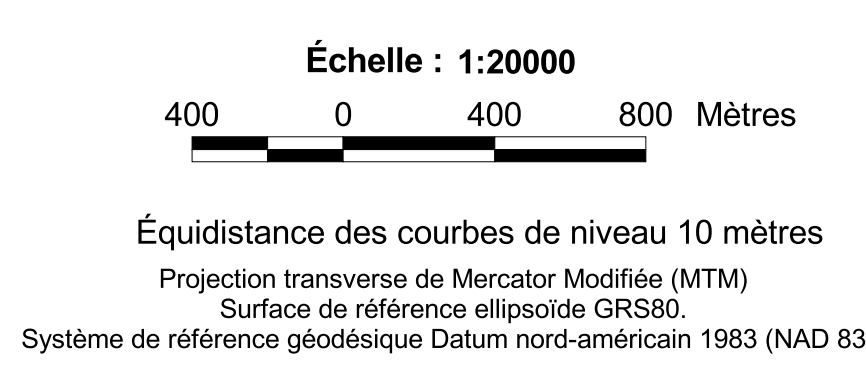 Échelle : 1:20000
400 0 400 800 Mètres
Équidistance des courbes de niveau 10 mètres
Projection transverse de Mercator Modifiée (MTM)
Surface de référence ellipsoïde GRS80.
Système de référence géodésique Datum nord-américain 1983 (NAD 83